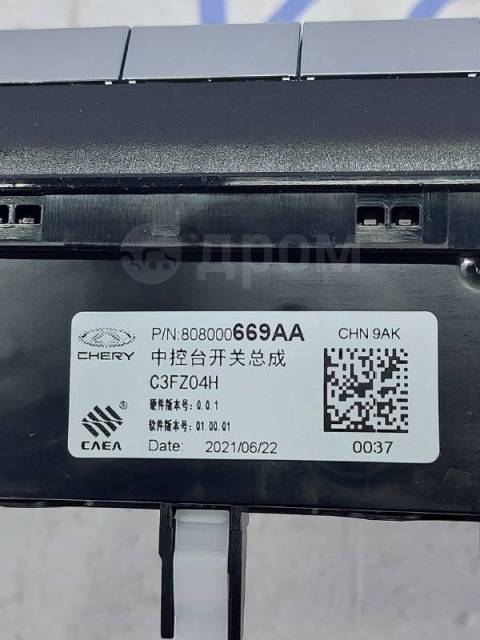 дром
P/N:808000669AA CHN 9AK
CHERY
中控台开关总成
C3FZ04H
硬件版本号: 0.0.1
软件版本号: 01.00.01
CAEA ®
Date: 2021/06/22 0037